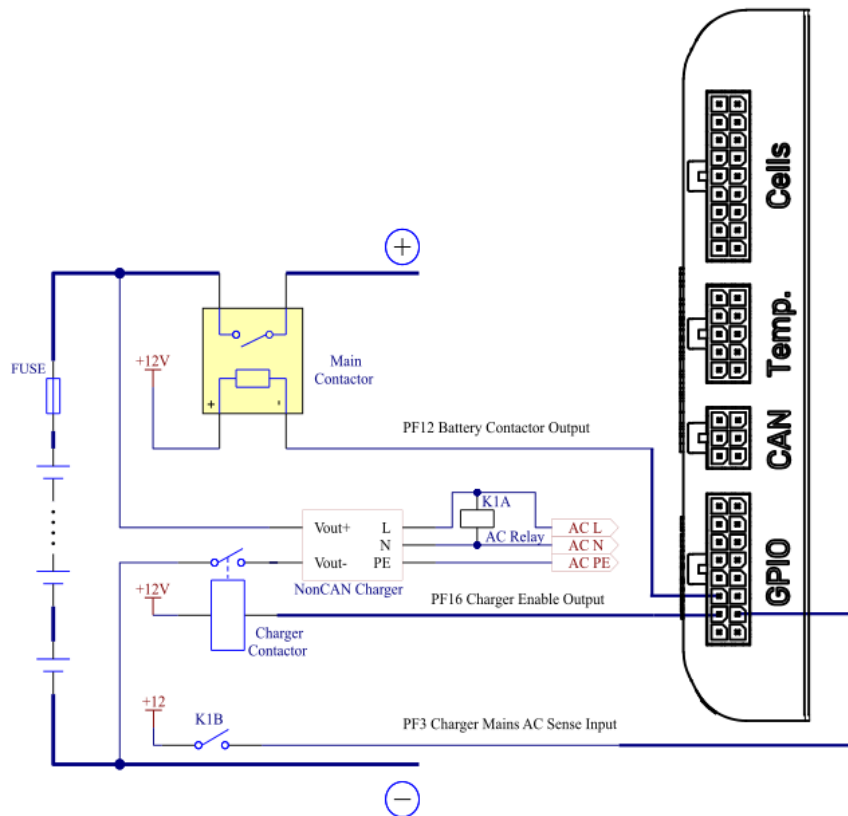 Cells
Temp.
CAN
GPIO
+
FUSE
+12V
Main
Contactor
+
-
PF12 Battery Contactor Output
K1A
Vout+
L
AC L
N
AC Relay
AC N
Vout-
PE
AC PE
NonCAN Charger
+12V
PF16 Charger Enable Output
Charger
Contactor
+12
K1B
PF3 Charger Mains AC Sense Input
−